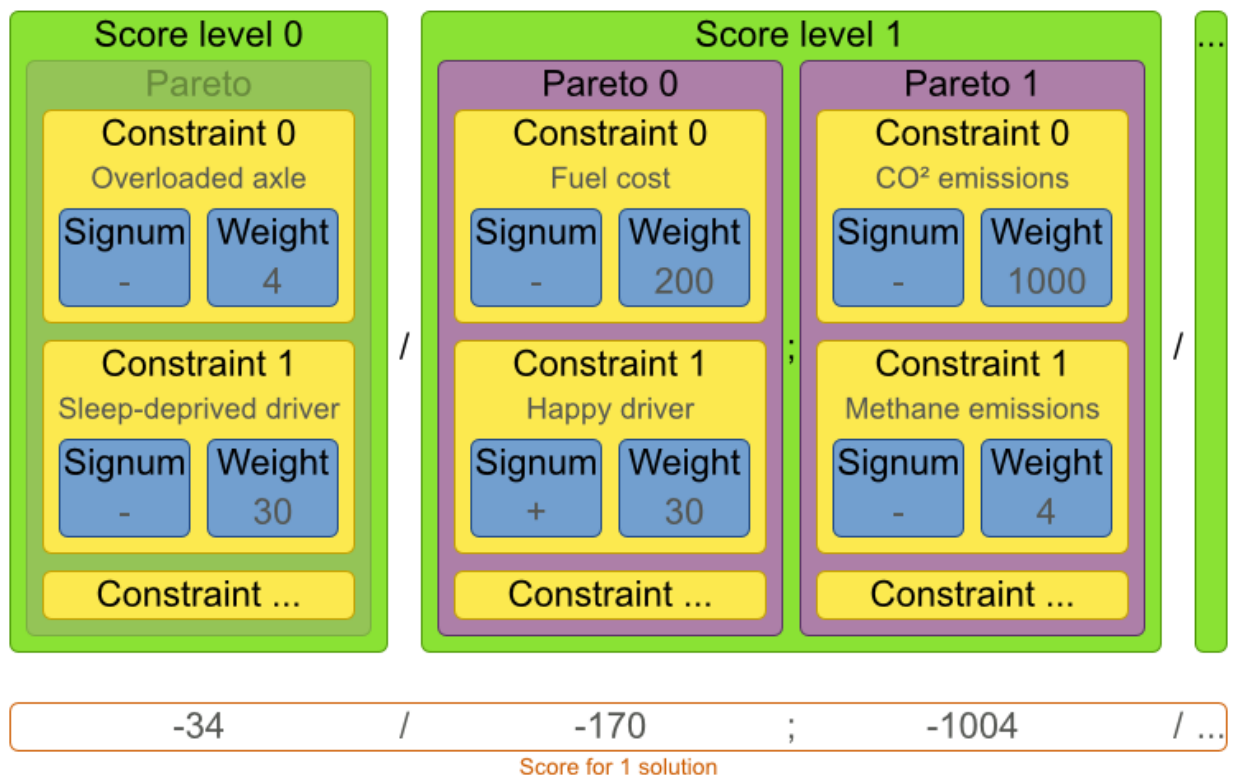 Score level 0
Pareto
Constraint 0
Overloaded axle
Signum Weight
- 4
Constraint 1
Sleep-deprived driver
Signum Weight
- 30
Constraint ...
/
Score level 1
Pareto 0
Constraint 0
Fuel cost
Signum Weight
- 200
Constraint 1
Happy driver
Signum Weight
+ 30
Constraint ...
;
Pareto 1
Constraint 0
CO² emissions
Signum Weight
- 1000
Constraint 1
Methane emissions
Signum Weight
- 4
Constraint ...
/
...
-34 / -170 ; -1004 / ...
Score for 1 solution